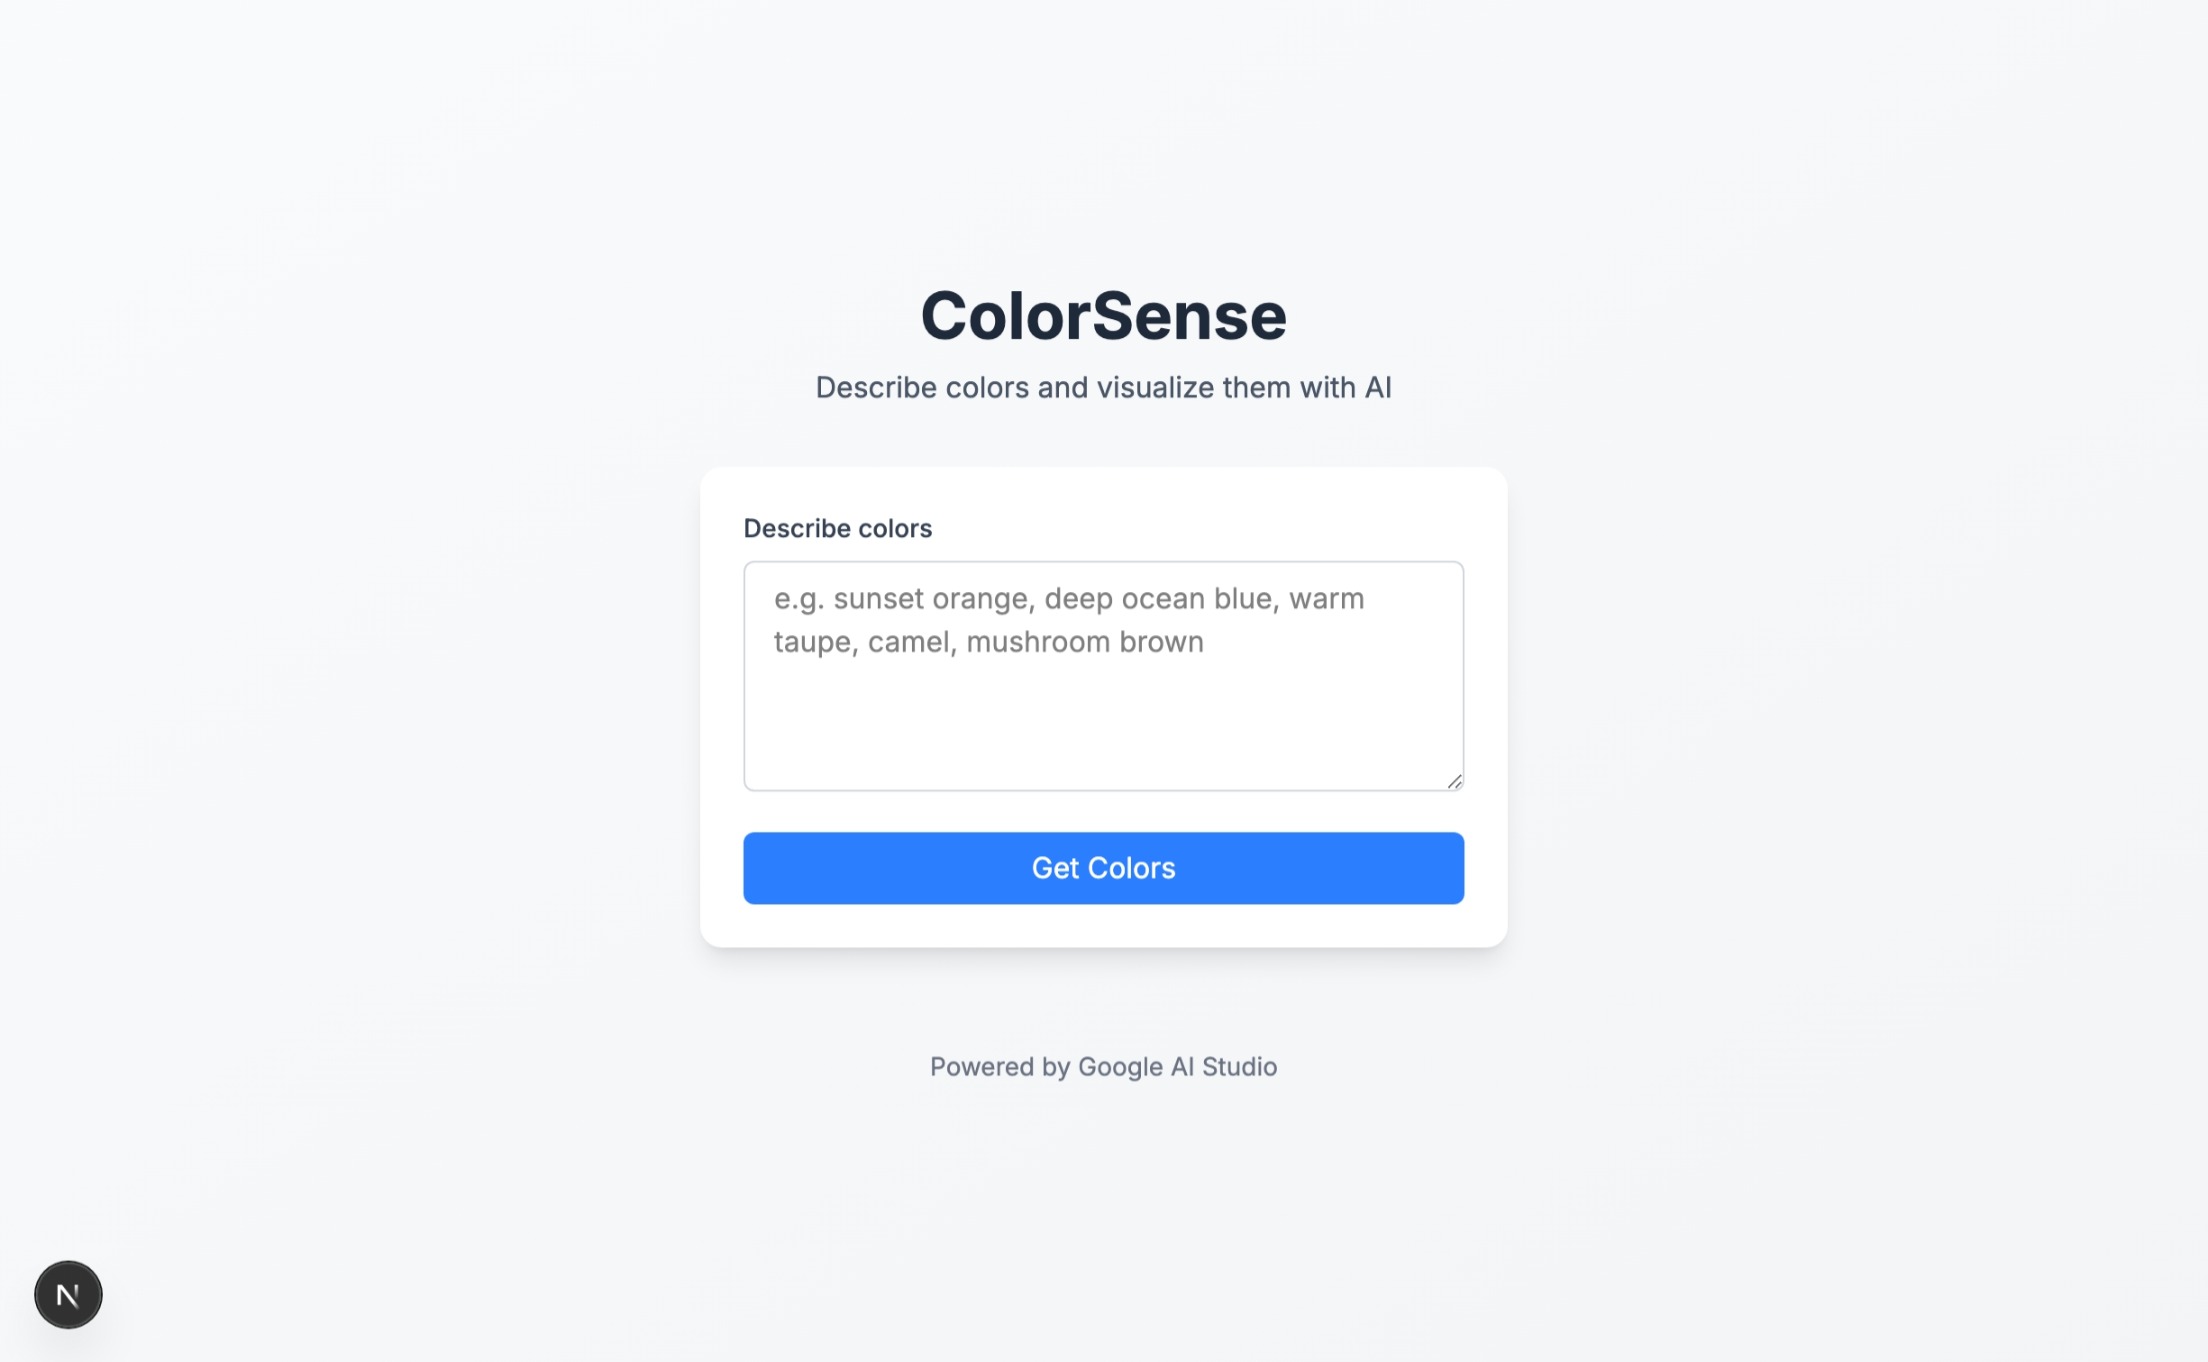 ColorSense
Describe colors and visualize them with AI
Describe colors
e.g. sunset orange, deep ocean blue, warm
taupe, camel, mushroom brown
Get Colors
Powered by Google AI Studio
N